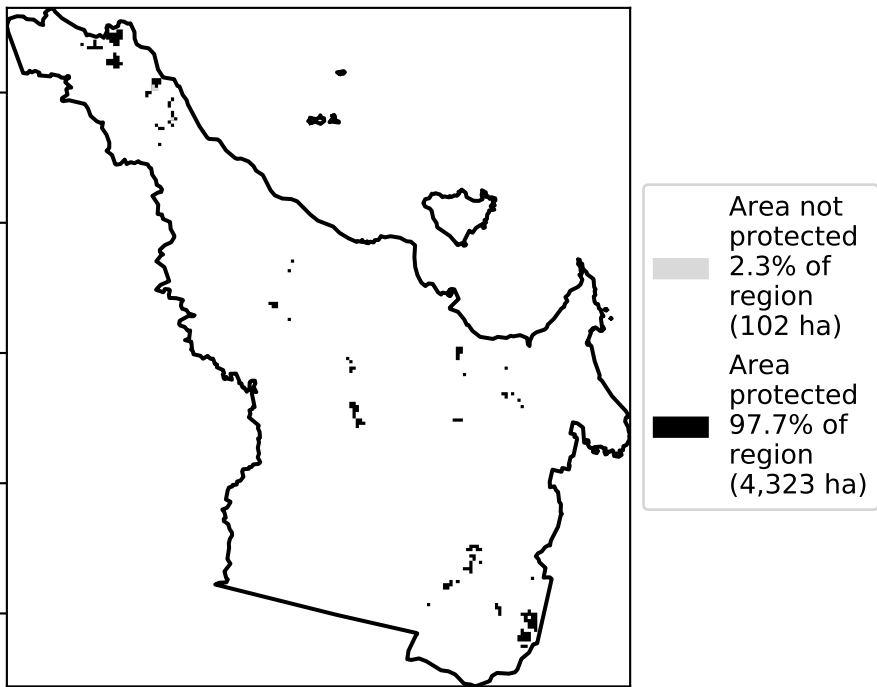 Area not
protected
2.3% of
region
(102 ha)
Area
protected
97.7% of
region
(4,323 ha)